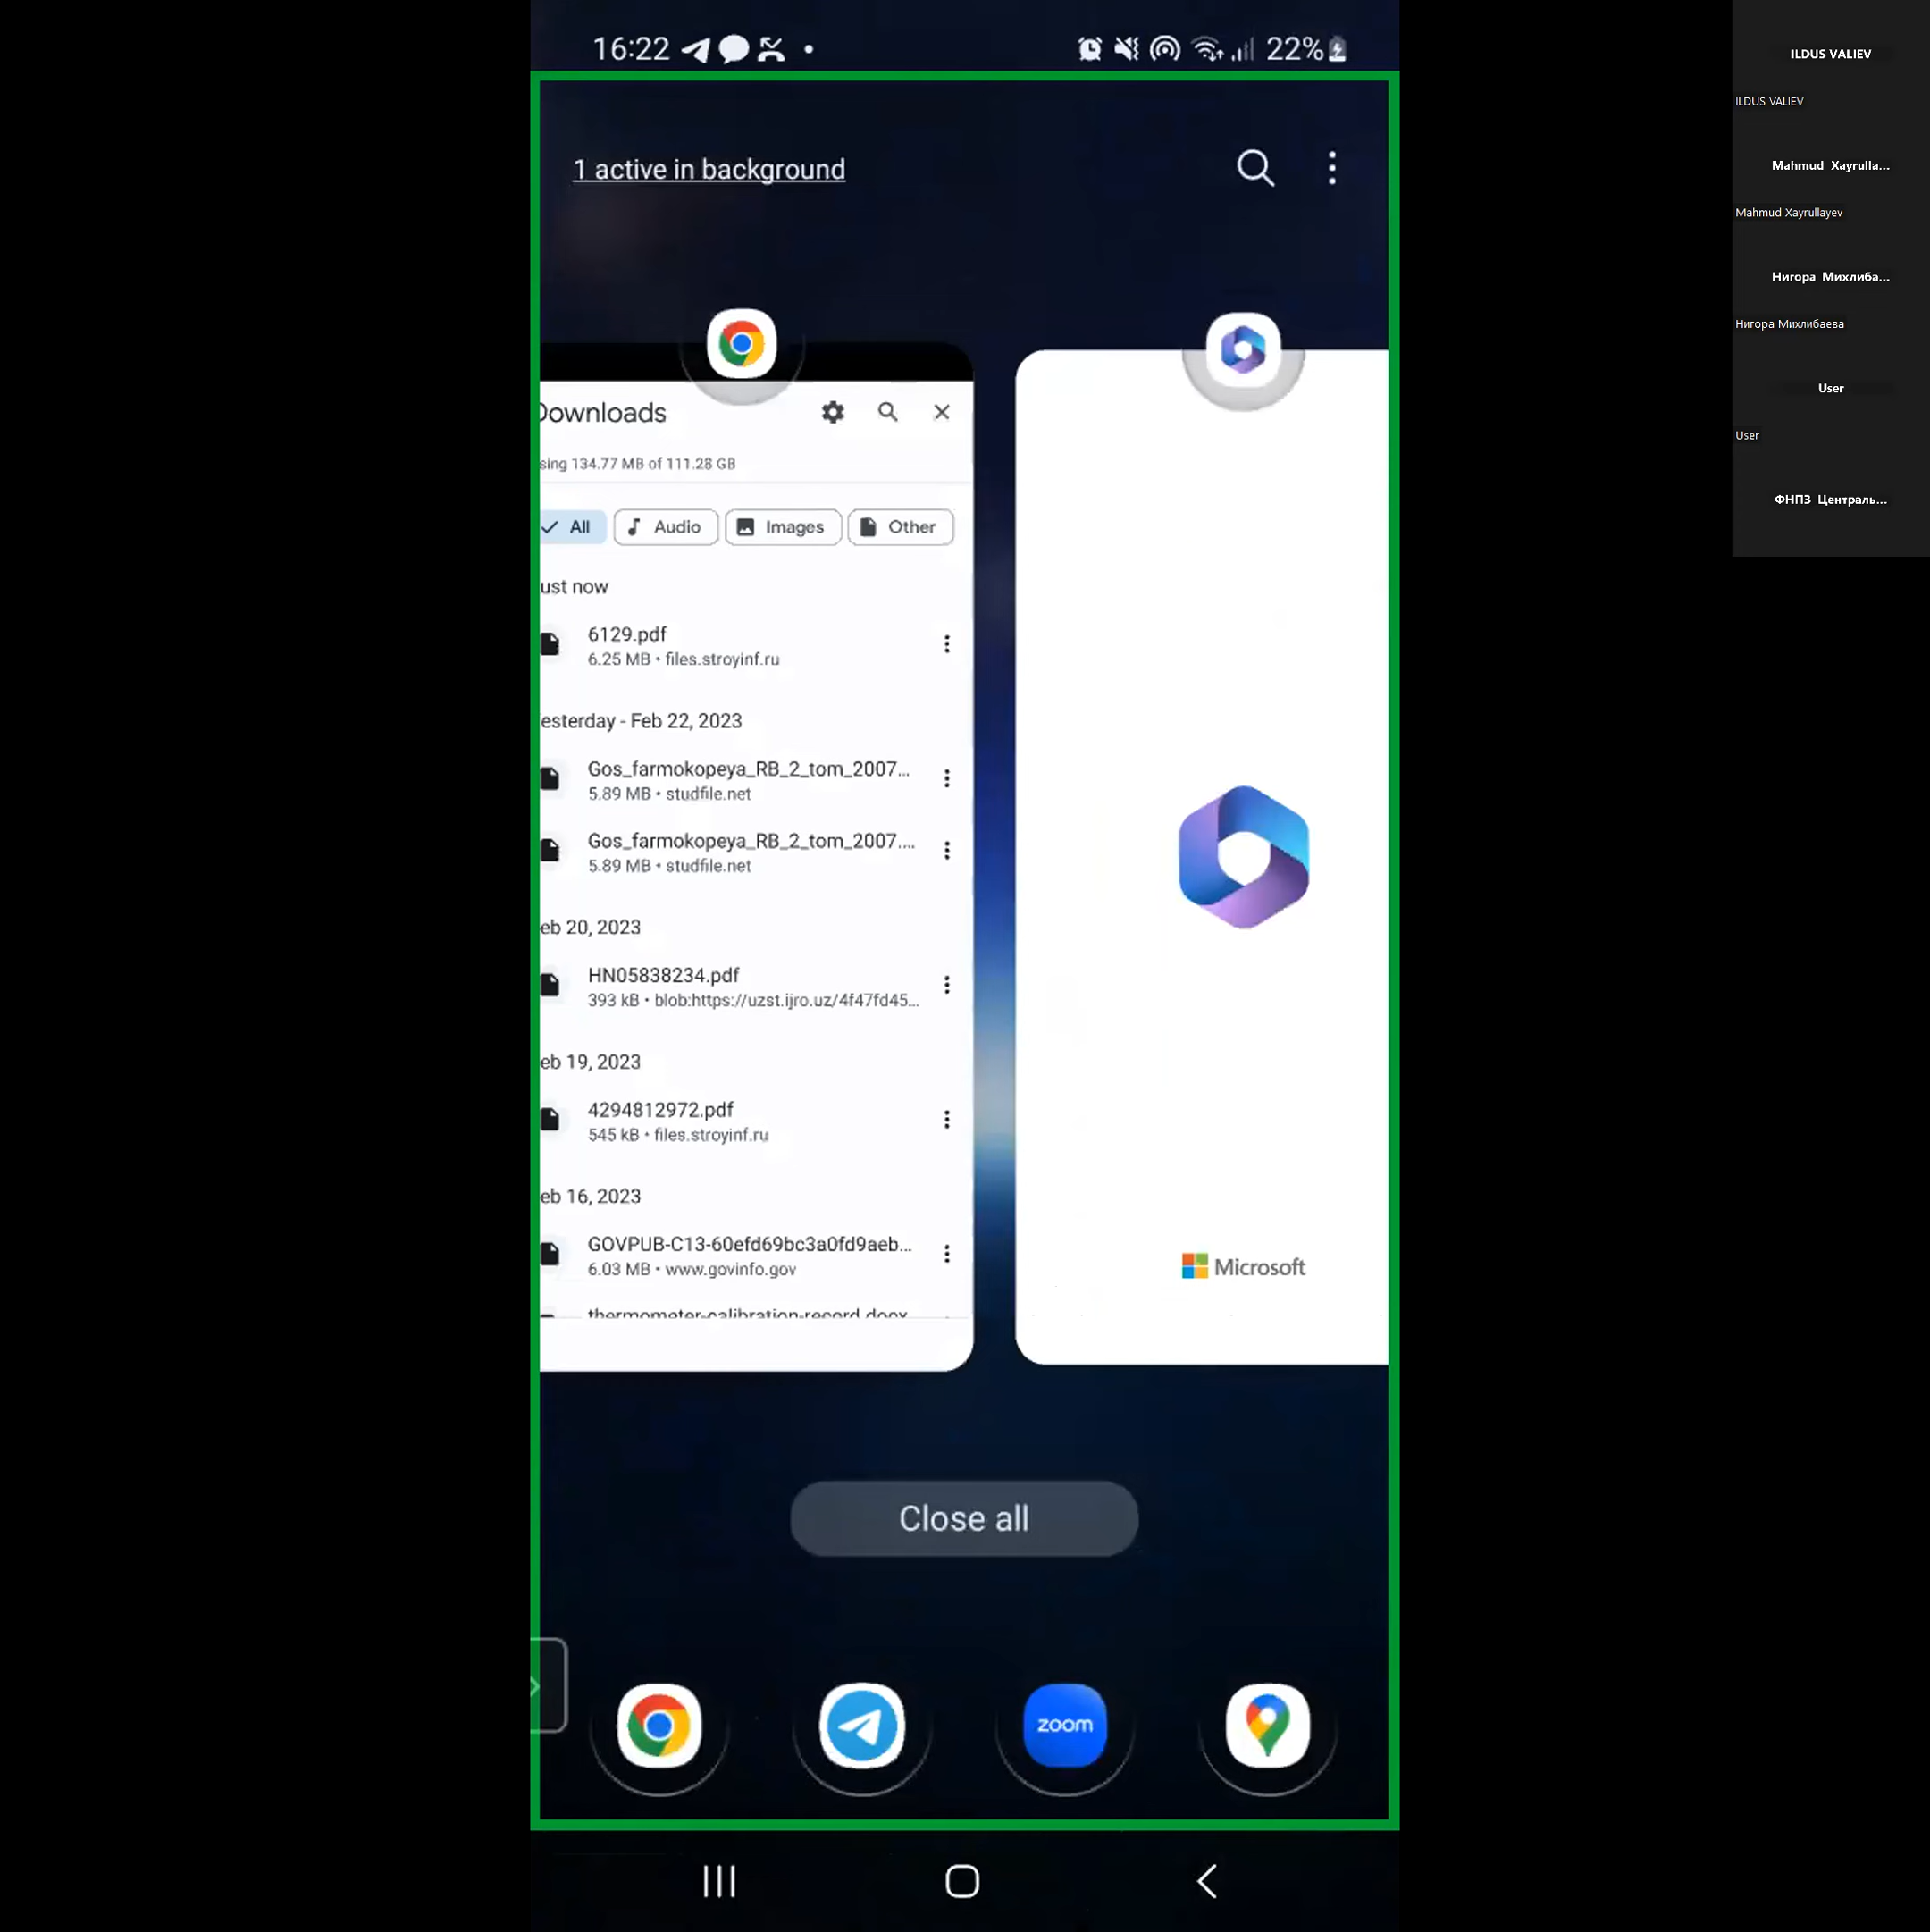 16:22
22%
1 active in background
Downloads
sing 134.77 MB of 111.28 GB
All
Audio
Images
Other
ust now
6129.pdf
6.25 MB • files.stroyinf.ru
esterday - Feb 22, 2023
Gos_farmokopeya_RB_2_tom_2007...
5.89 MB • studfile.net
Gos_farmokopeya_RB_2_tom_2007....
5.89 MB • studfile.net
eb 20, 2023
HN05838234.pdf
393 kB • blob:https://uzst.ijro.uz/4f47fd45...
eb 19, 2023
4294812972.pdf
545 kB • files.stroyinf.ru
eb 16, 2023
GOVPUB-C13-60efd69bc3a0fd9aeb...
6.03 MB • www.govinfo.gov
thermometer-calibration-record.docx
Microsoft
Close all
zoom
ILDUS VALIEV
ILDUS VALIEV
Mahmud Xayrulla...
Mahmud Xayrullayev
Нигора Михлиба...
Нигора Михлибаева
User
User
ФНПЗ Централь...